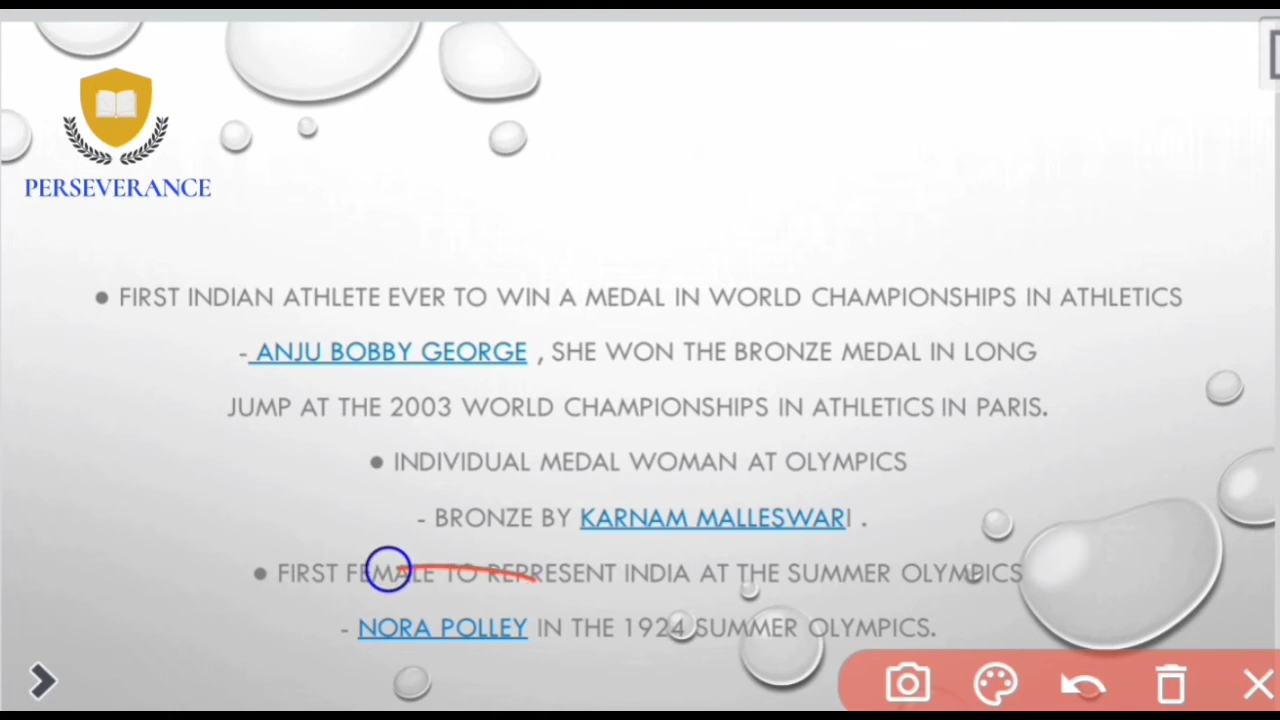 PERSEVERANCE
● FIRST INDIAN ATHLETE EVER TO WIN A MEDAL IN WORLD CHAMPIONSHIPS IN ATHLETICS
- ANJU BOBBY GEORGE , SHE WON THE BRONZE MEDAL IN LONG
JUMP AT THE 2003 WORLD CHAMPIONSHIPS IN ATHLETICS IN PARIS.
● INDIVIDUAL MEDAL WOMAN AT OLYMPICS
- BRONZE BY KARNAM MALLESWARI .
● FIRST FEMALE TO REPRESENT INDIA AT THE SUMMER OLYMPICS
- NORA POLLEY IN THE 1924 SUMMER OLYMPICS.